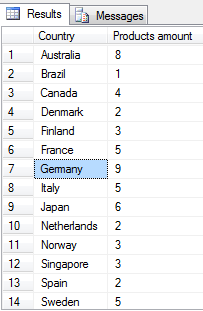 Results Messages
Country Products amount
1 Australia 8
2 Brazil 1
3 Canada 4
4 Denmark 2
5 Finland 3
6 France 5
7 Germany 9
8 Italy 5
9 Japan 6
10 Netherlands 2
11 Norway 3
12 Singapore 3
13 Spain 2
14 Sweden 5